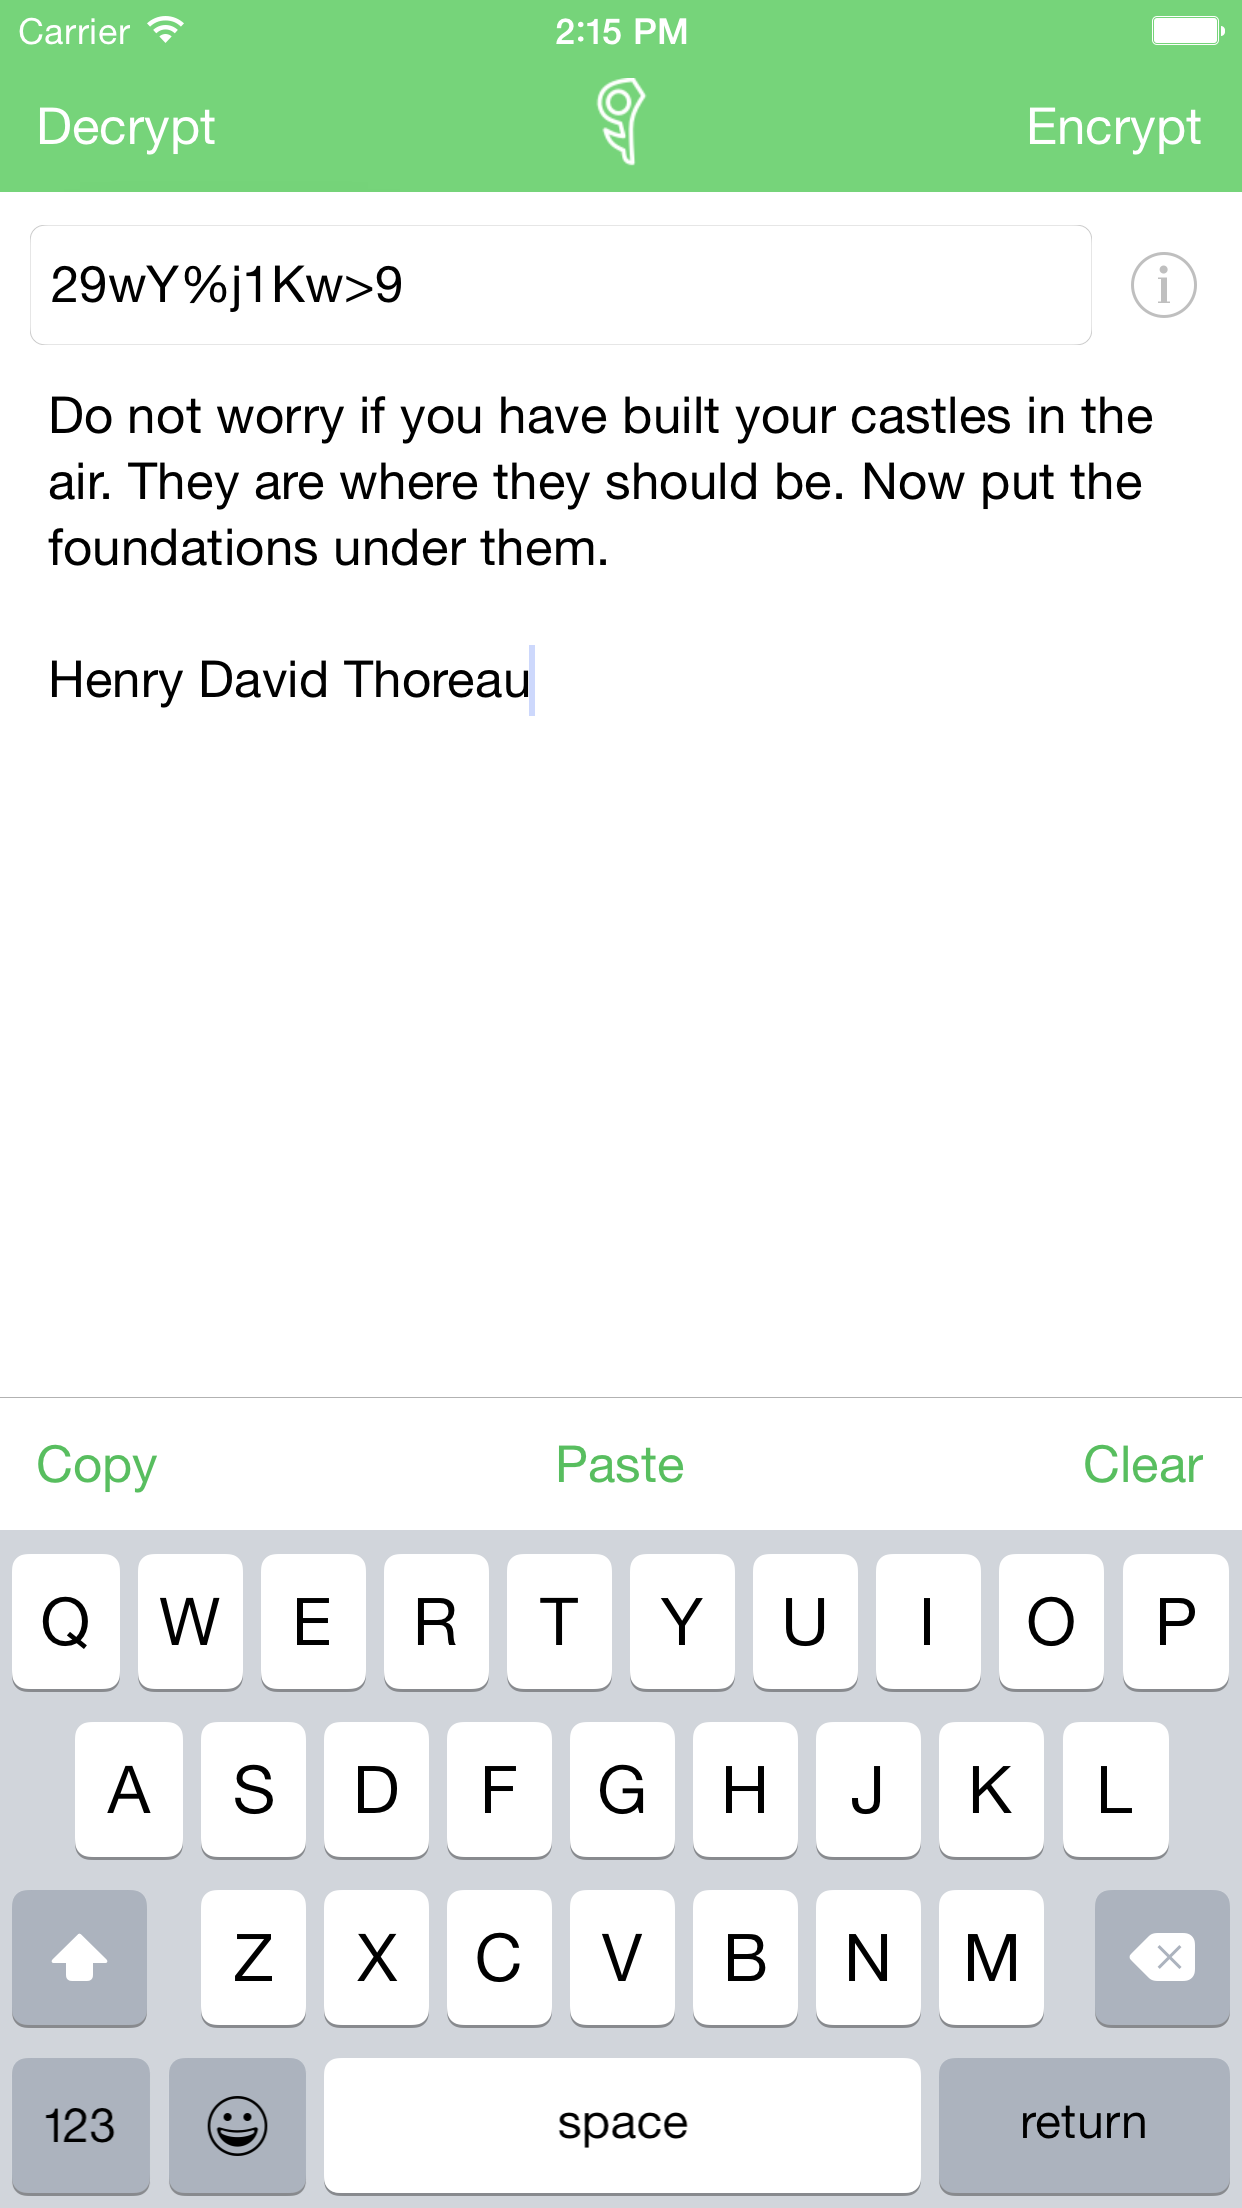 Carrier 2:15 PM
Decrypt Encrypt
29wY%j1Kw>9
Do not worry if you have built your castles in the
air. They are where they should be. Now put the
foundations under them.
Henry David Thoreau
Copy Paste Clear
Q W E R T Y U I O P
A S D F G H J K L
Z X C V B N M
123 space return